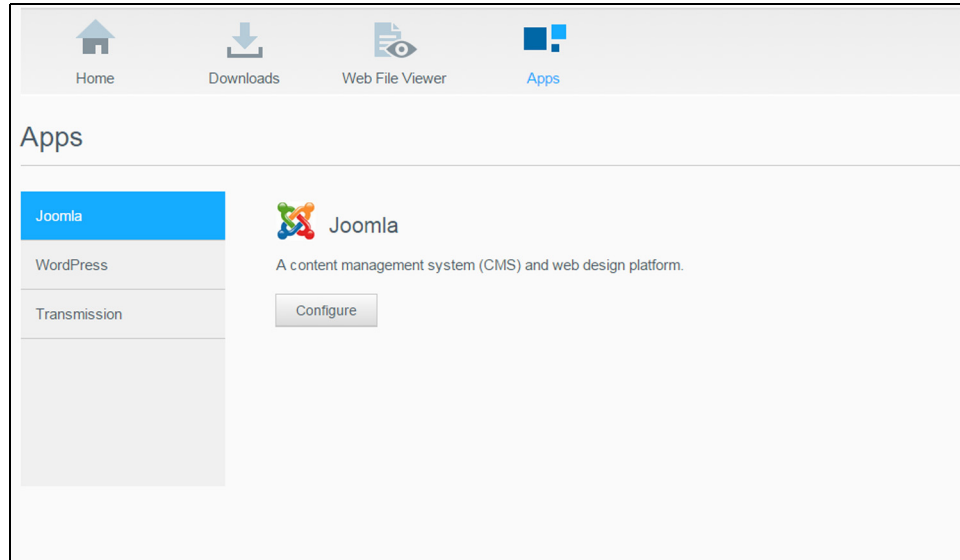 Home
Downloads
Web File Viewer
Apps
Apps
Joomla
WordPress
Transmission
Joomla
A content management system (CMS) and web design platform.
Configure